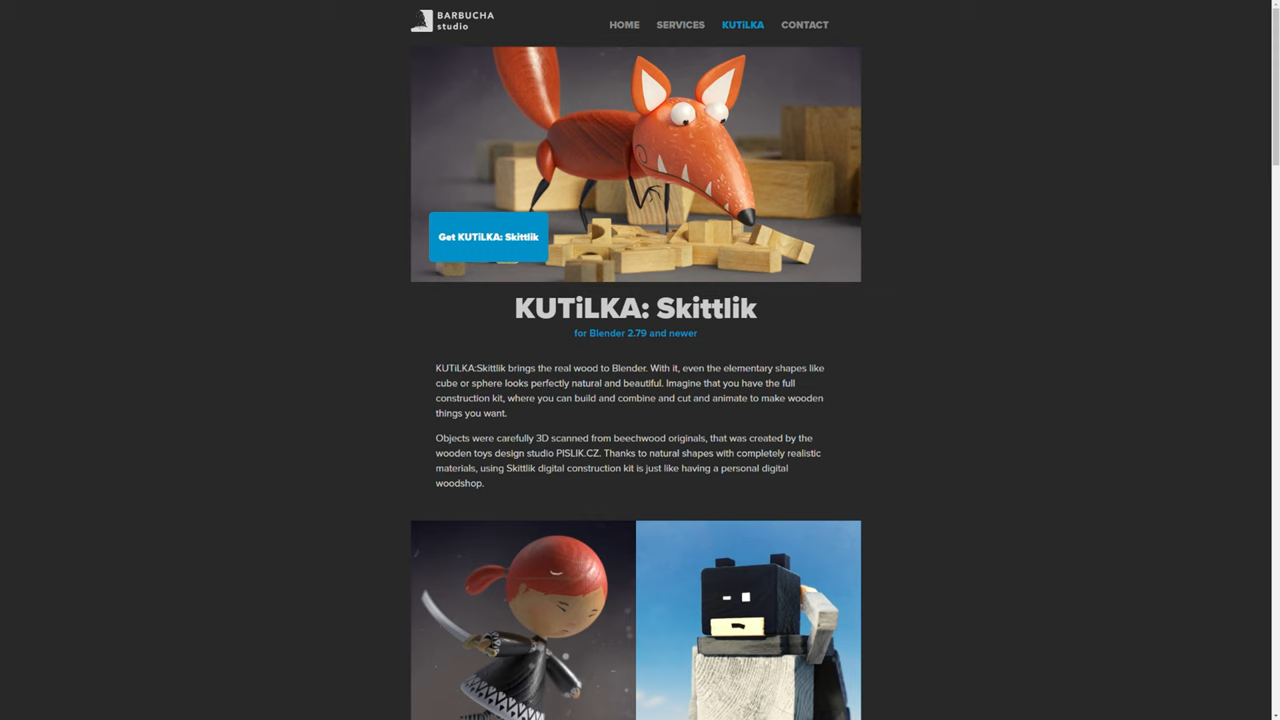 BARBUCHA
studio
HOME SERVICES KUTiLKA CONTACT
Get KUTiLKA: Skittlik
KUTiLKA: Skittlik
for Blender 2.79 and newer
KUTiLKA:Skittlik brings the real wood to Blender. With it, even the elementary shapes like
cube or sphere looks perfectly natural and beautiful. Imagine that you have the full
construction kit, where you can build and combine and cut and animate to make wooden
things you want.
Objects were carefully 3D scanned from beechwood originals, that was created by the
wooden toys design studio PISLIK.CZ. Thanks to natural shapes with completely realistic
materials, using Skittlik digital construction kit is just like having a personal digital
woodshop.